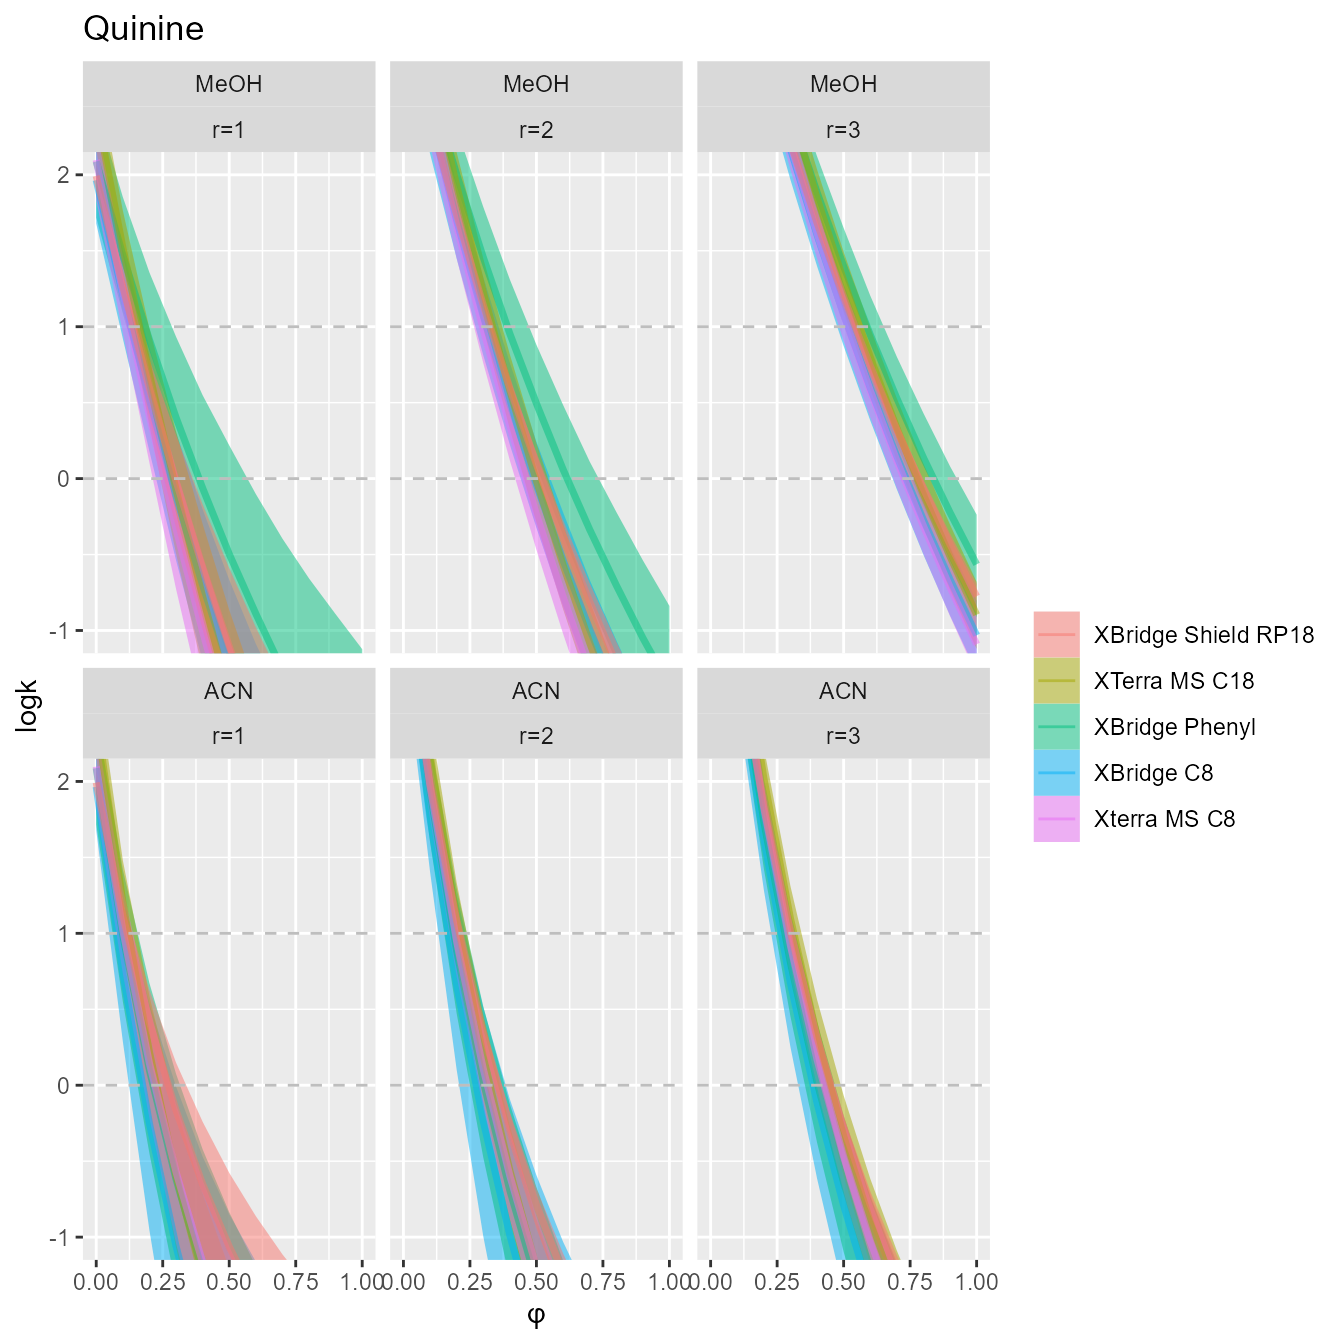 Quinine
MeOH MeOH MeOH
r=1 r=2 r=3
2
1
0
-1
logk
ACN ACN ACN
r=1 r=2 r=3
2
1
0
-1
0.00 0.25 0.50 0.75 1.00 0.00 0.25 0.50 0.75 1.00 0.00 0.25 0.50 0.75 1.00
φ
XBridge Shield RP18
XTerra MS C18
XBridge Phenyl
XBridge C8
Xterra MS C8